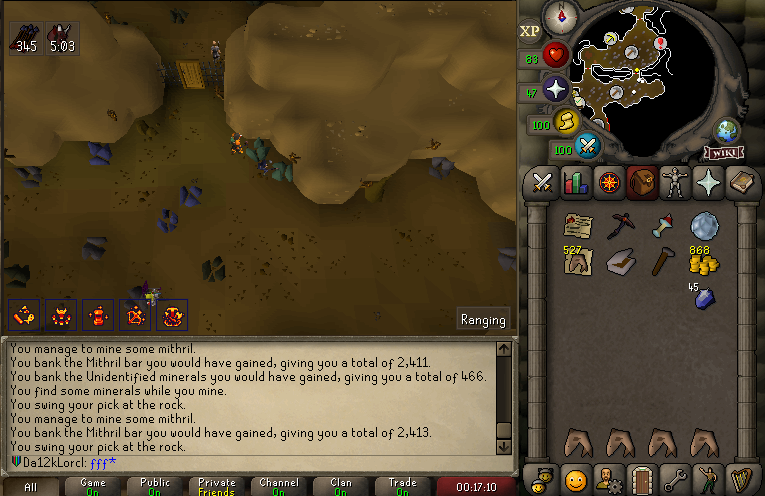 345 5:03
XP
83
47
100
100
WIKI
527
868
45
Ranging
You manage to mine some mithril.
You bank the Mithril bar you would have gained, giving you a total of 2,411.
You bank the Unidentified minerals you would have gained, giving you a total of 466.
You find some minerals while you mine.
You swing your pick at the rock.
You manage to mine some mithril.
You bank the Mithril bar you would have gained, giving you a total of 2,413.
You swing your pick at the rock.
Da12kLorcl: fff*
All Game Public Private Channel Clan Trade 00:17:10
On On Friends On On On